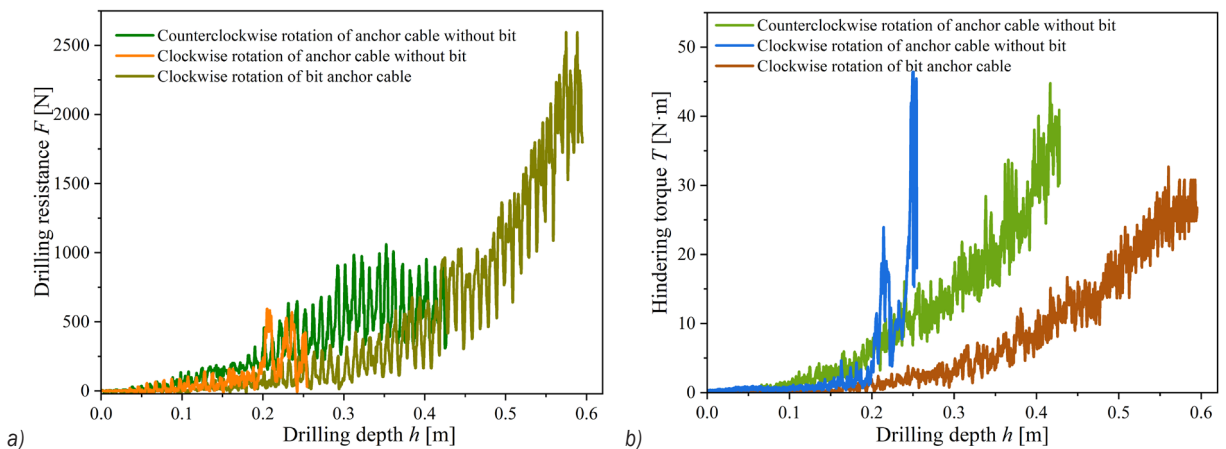 Counterclockwise rotation of anchor cable without bit
Clockwise rotation of anchor cable without bit
Clockwise rotation of bit anchor cable
Drilling resistance F [N]
2500
2000
1500
1000
500
0
0.0 0.1 0.2 0.3 0.4 0.5 0.6
Drilling depth h [m]
a)
Counterclockwise rotation of anchor cable without bit
Clockwise rotation of anchor cable without bit
Clockwise rotation of bit anchor cable
Hindering torque T [N·m]
50
40
30
20
10
0
0.0 0.1 0.2 0.3 0.4 0.5 0.6
Drilling depth h [m]
b)